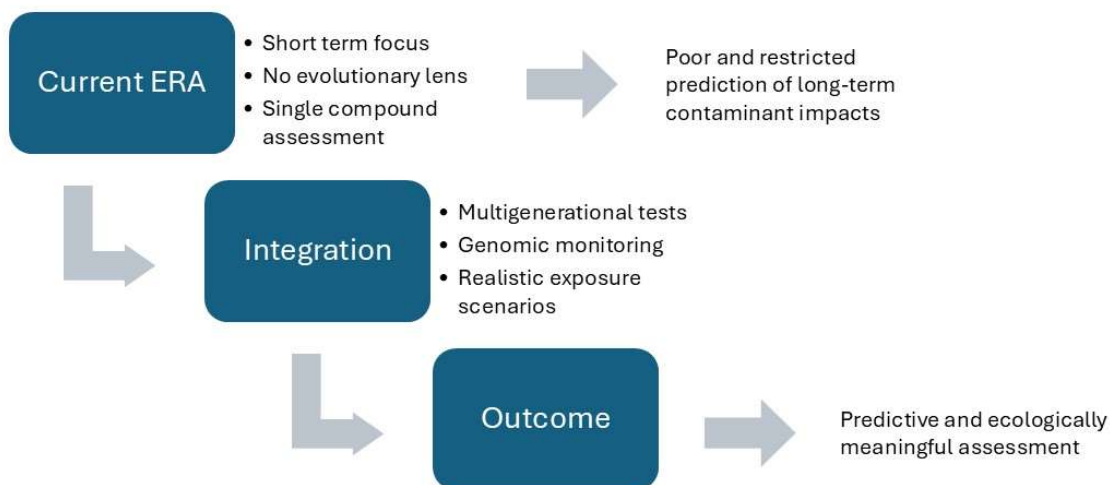 Current ERA
• Short term focus
• No evolutionary lens
• Single compound
assessment
Poor and restricted
prediction of long-term
contaminant impacts
Integration
• Multigenerational tests
• Genomic monitoring
• Realistic exposure
scenarios
Outcome
Predictive and ecologically
meaningful assessment